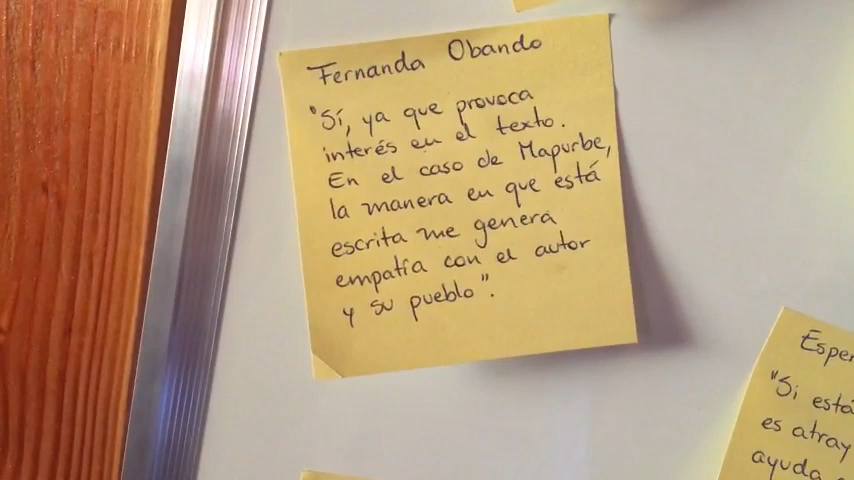 Fernanda Obando
"Sí, ya que provoca
interés en el texto.
En el caso de Mapurbe,
la manera en que está
escrita me genera
empatía con el autor
y su pueblo".
Esper
"Si está
es atray
ayuda